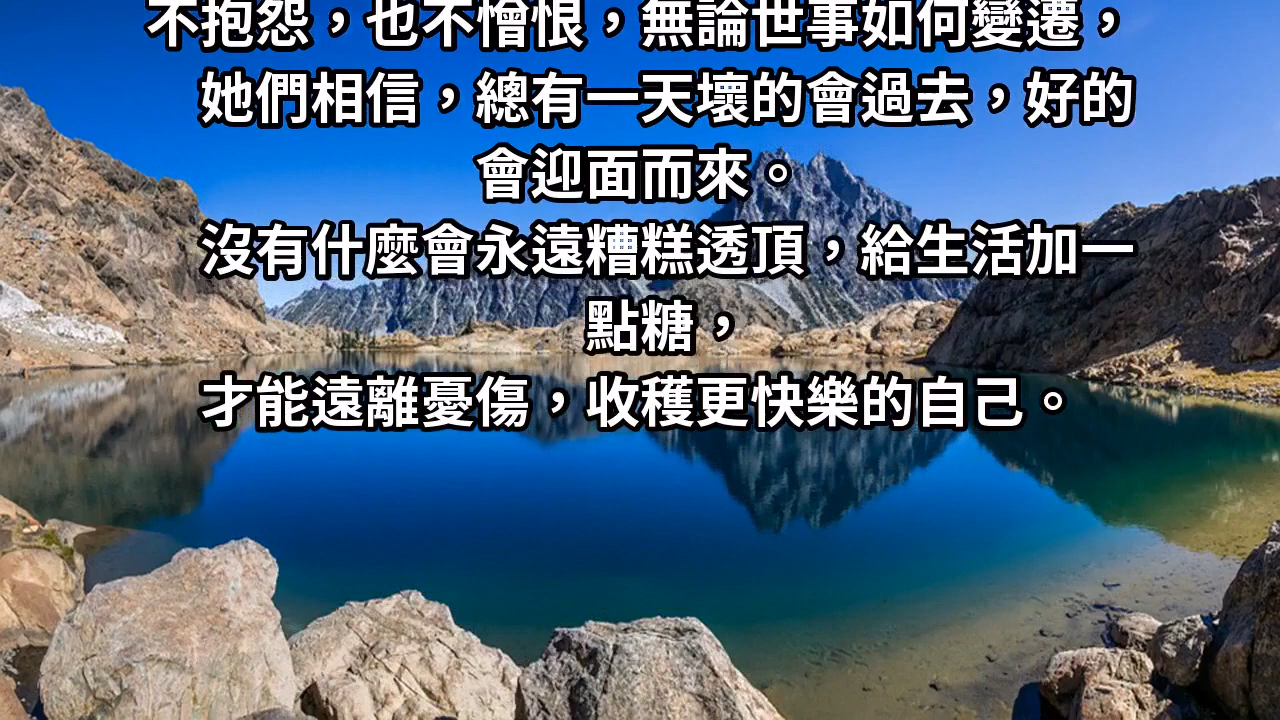 不抱怨，也不憎恨，無論世事如何變遷，
她們相信，總有一天壞的會過去，好的
會迎面而來。
沒有什麼會永遠糟糕透頂，給生活加一
點糖，
才能遠離憂傷，收穫更快樂的自己。